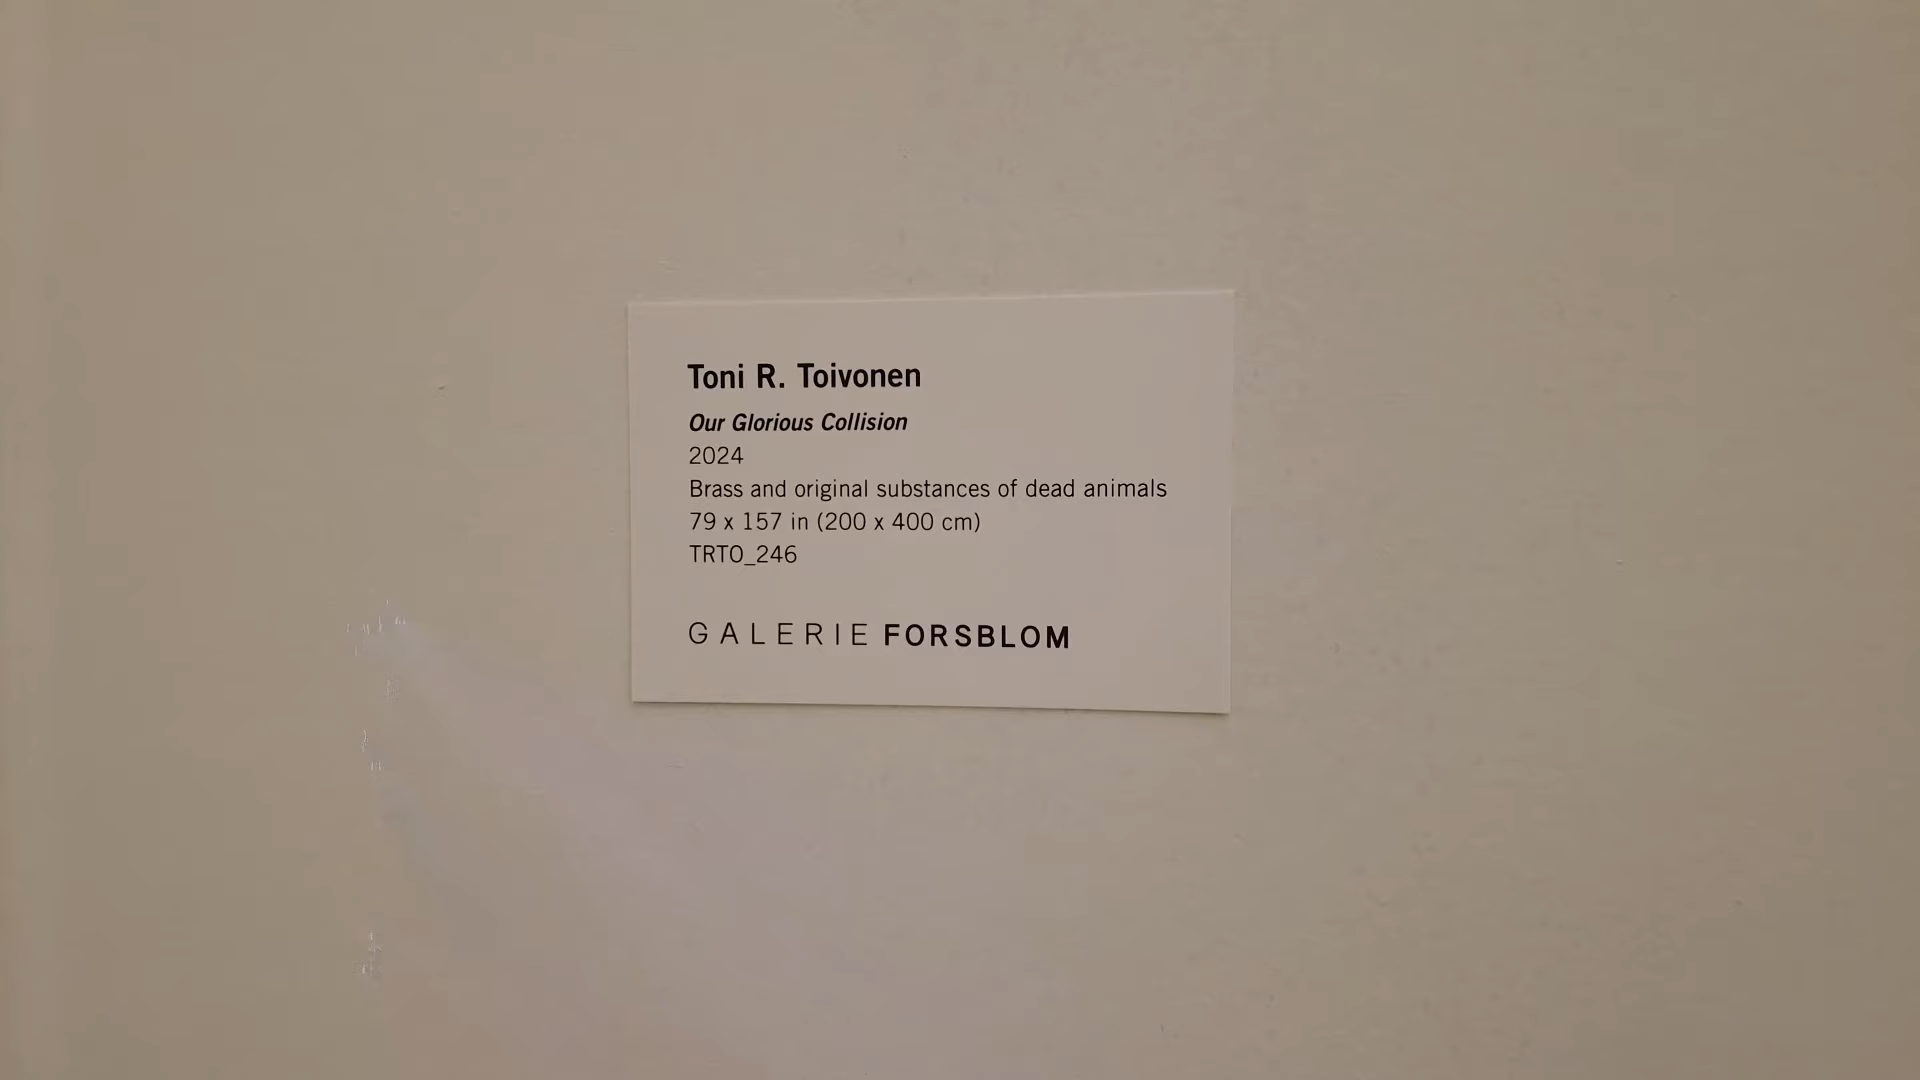 Toni R. Toivonen
Our Glorious Collision
2024
Brass and original substances of dead animals
79 x 157 in (200 x 400 cm)
TRTO_246
GALERIE FORSBLOM